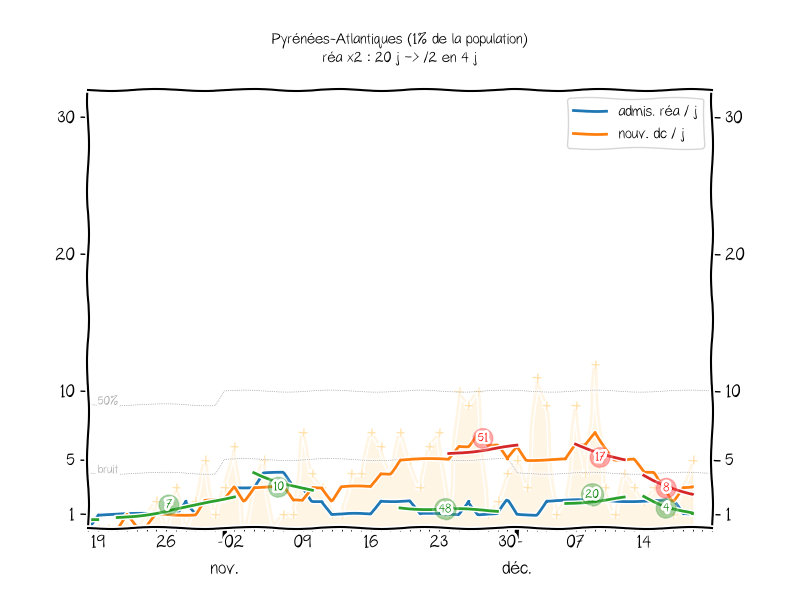 Pyrénées-Atlantiques (1% de la population)
réa x2 : 20 j -> /2 en 4 j
admis. réa / j
nouv. dc / j
30 30
20 20
10 10
50%
5 5
bruit
1 1
51
17
10
8
20
7
48
4
19 26 02 09 16 23 30 07 14
nov. déc.